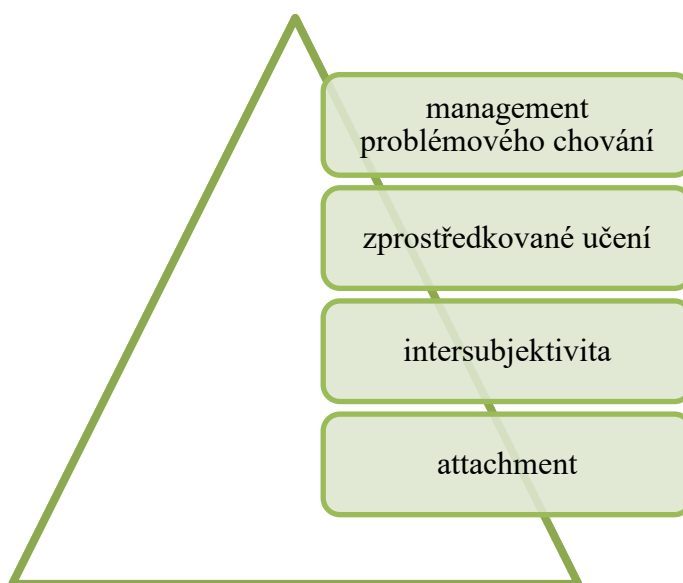 management
problémového chování
zprostředkované učení
intersubjektivita
attachment